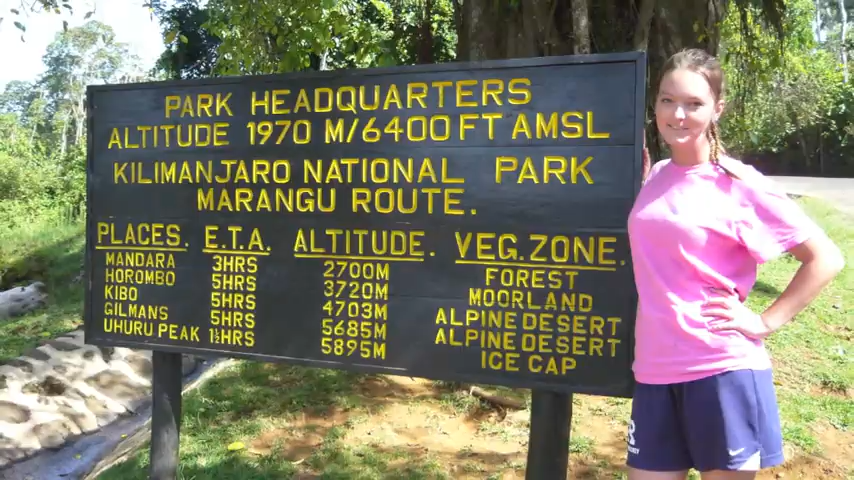 PARK HEADQUARTERS
ALTITUDE 1970 M/6400FT AMSL
KILIMANJARO NATIONAL PARK
MARANGU ROUTE.
PLACES. E.T.A. ALTITUDE. VEG.ZONE.
MANDARA 3HRS 2700M FOREST
HOROMBO 5HRS 3720M MOORLAND
KIBO 5HRS 4703M ALPINE DESERT
GILMANS 5HRS 5685M ALPINE DESERT
UHURU PEAK 1½HRS 5895M ICE CAP